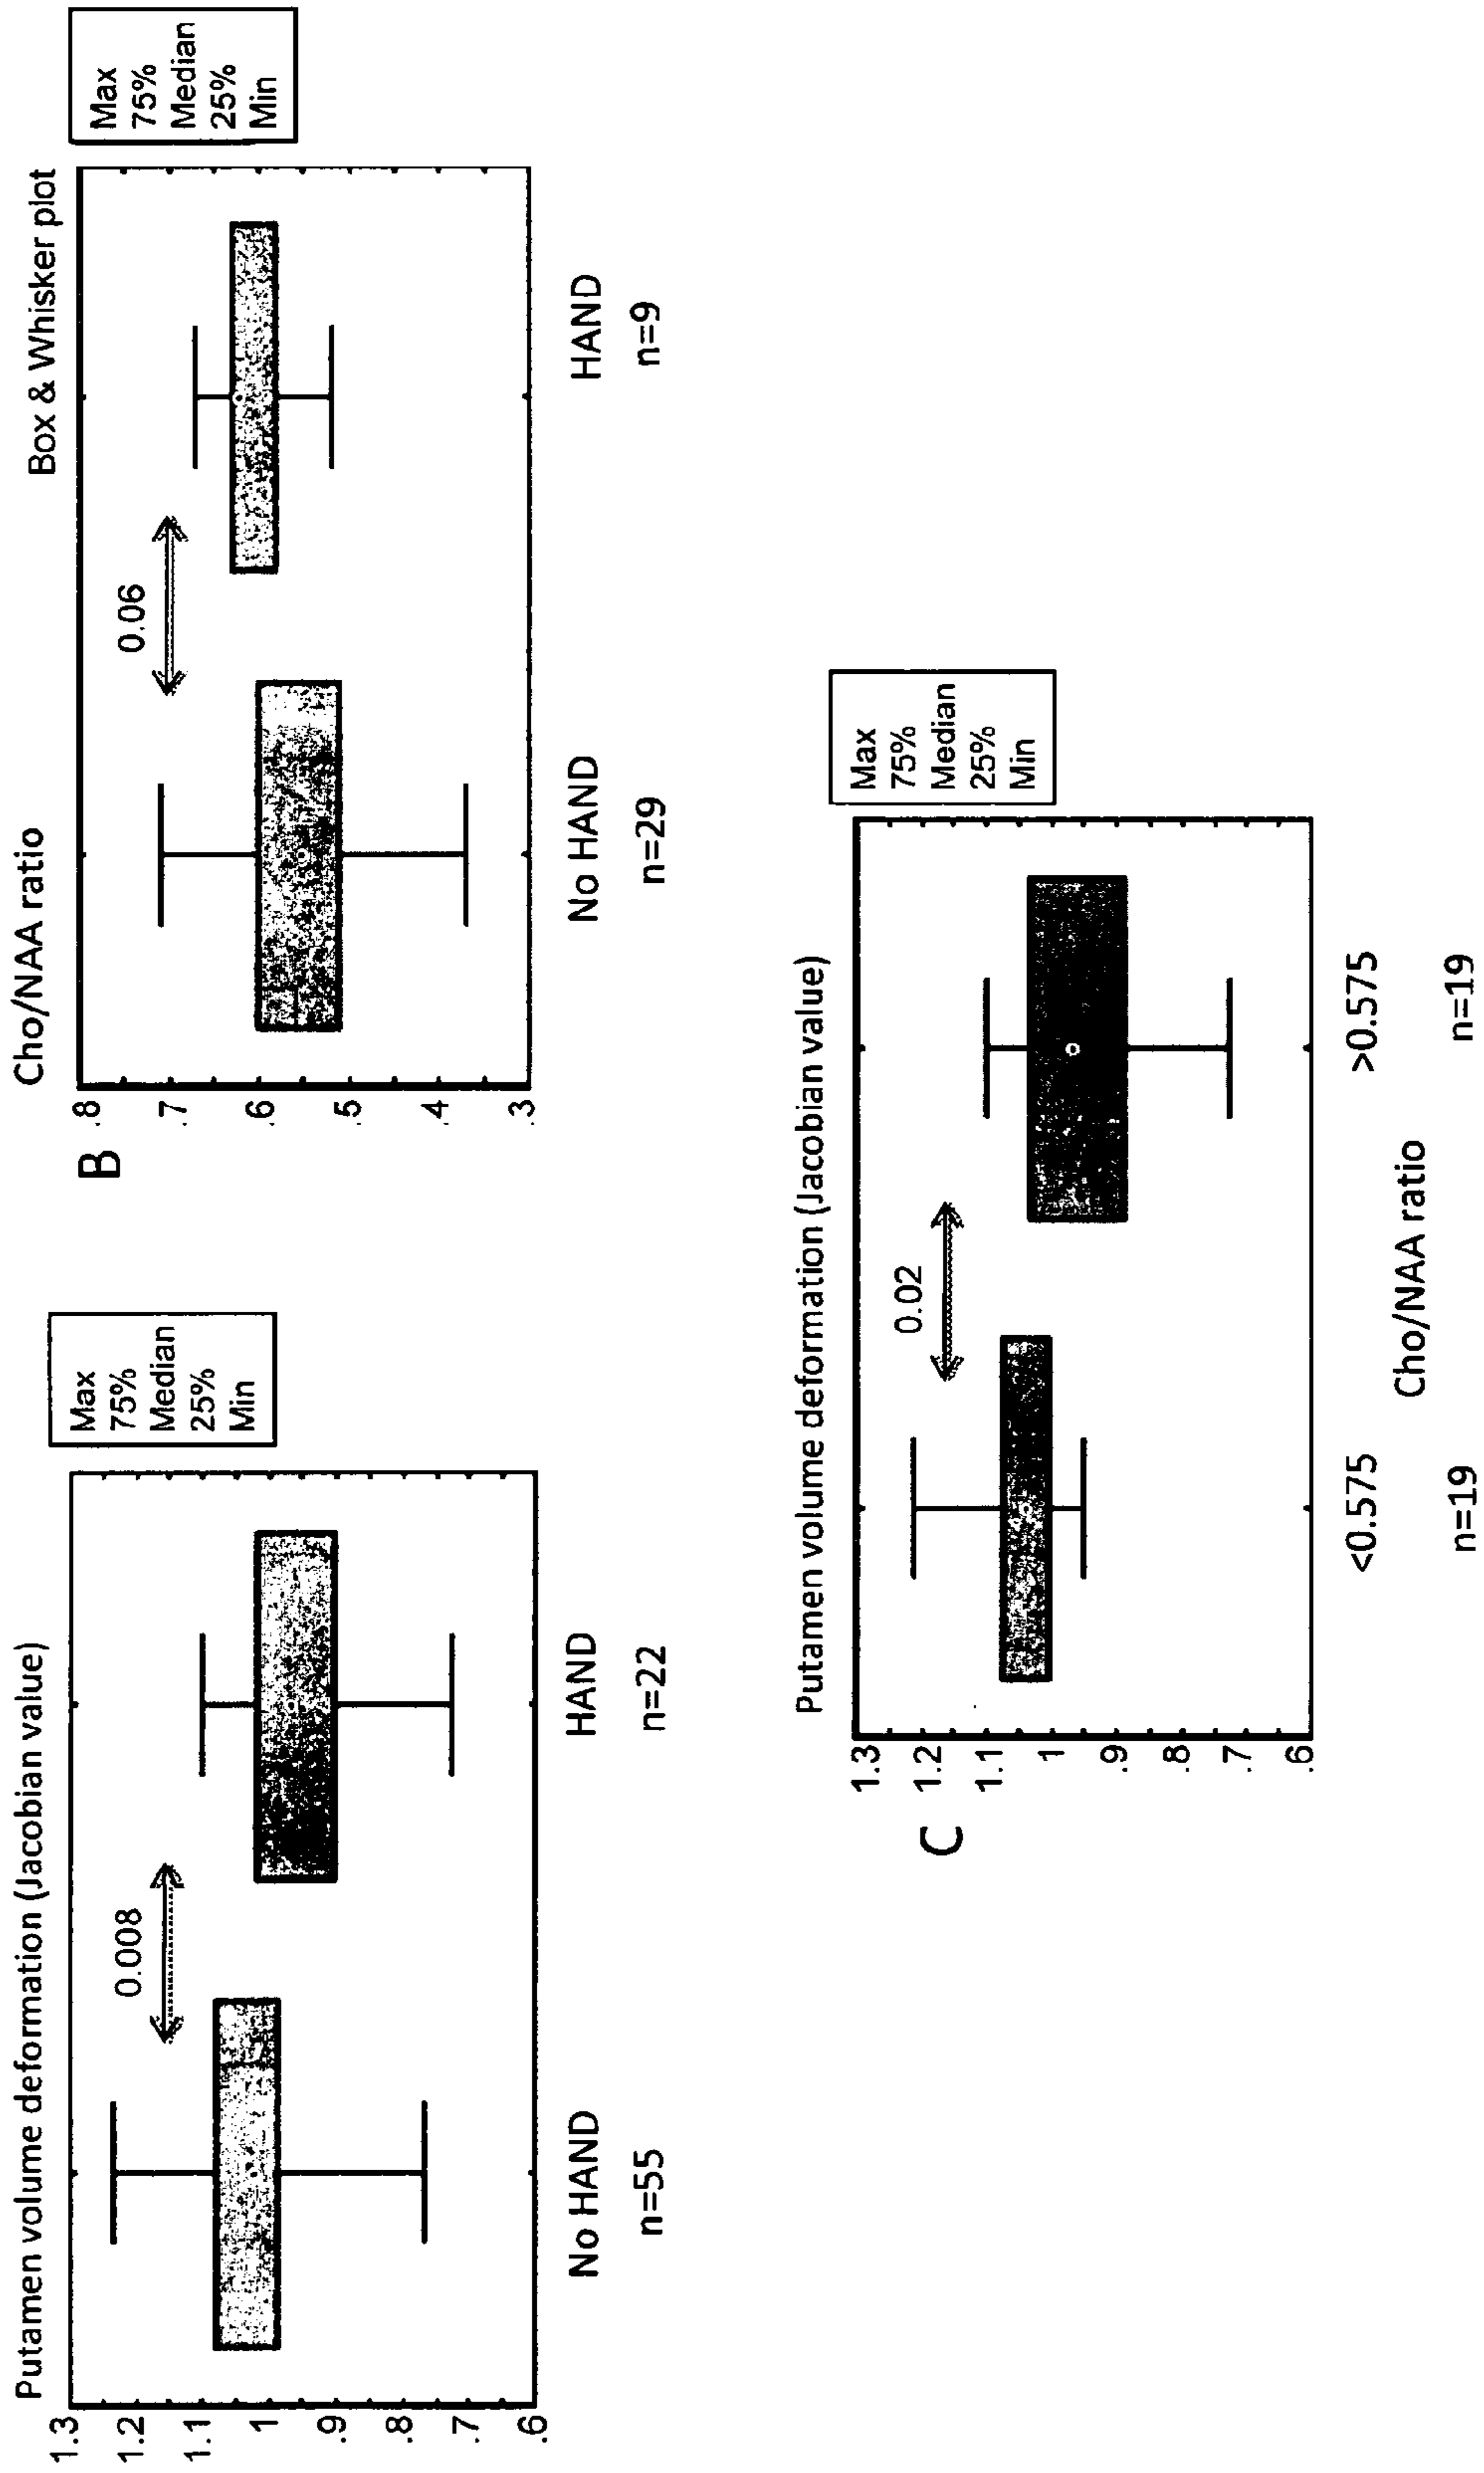 Putamen volume deformation (Jacobian value)
1.3
1.2
1.1
1
.9
.8
.7
.6
0.008
No HAND
HAND
n=55
n=22
Max
75%
Median
25%
Min
B
Cho/NAA ratio
Box & Whisker plot
.8
.7
.6
.5
.4
.3
0.06
No HAND
HAND
n=29
n=9
Max
75%
Median
25%
Min
C
Putamen volume deformation (Jacobian value)
1.3
1.2
1.1
1
.9
.8
.7
.6
0.02
<0.575
>0.575
Cho/NAA ratio
n=19
n=19
Max
75%
Median
25%
Min